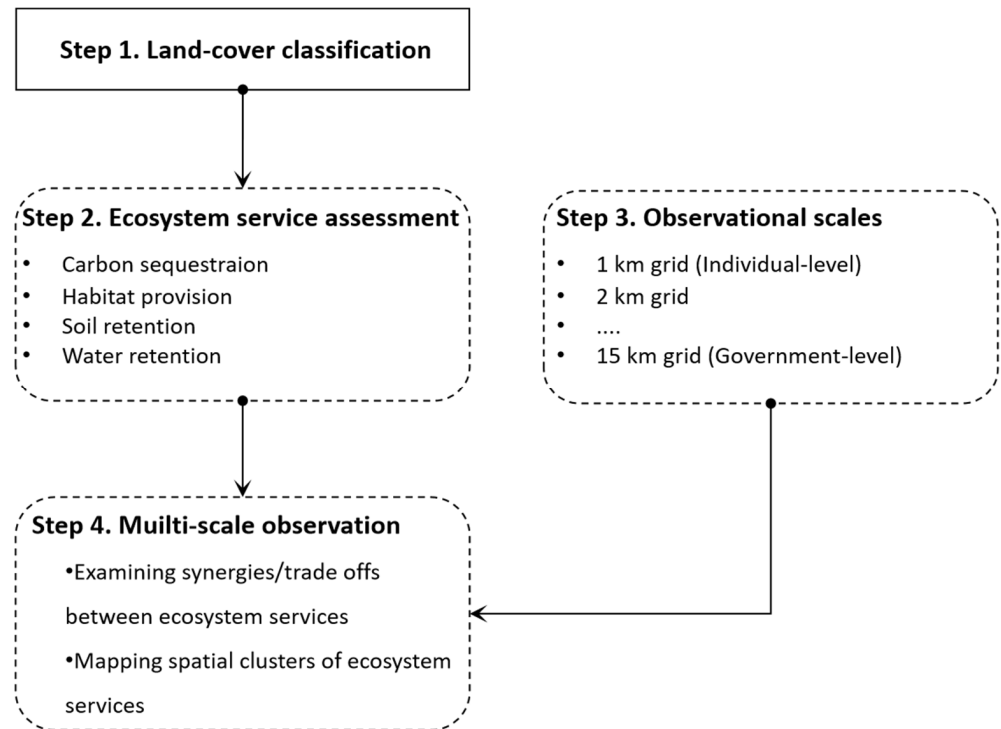 Step 1. Land-cover classification
Step 2. Ecosystem service assessment
• Carbon sequestraion
• Habitat provision
• Soil retention
• Water retention
Step 3. Observational scales
• 1 km grid (Individual-level)
• 2 km grid
• ....
• 15 km grid (Government-level)
Step 4. Muilti-scale observation
•Examining synergies/trade offs
between ecosystem services
•Mapping spatial clusters of ecosystem
services